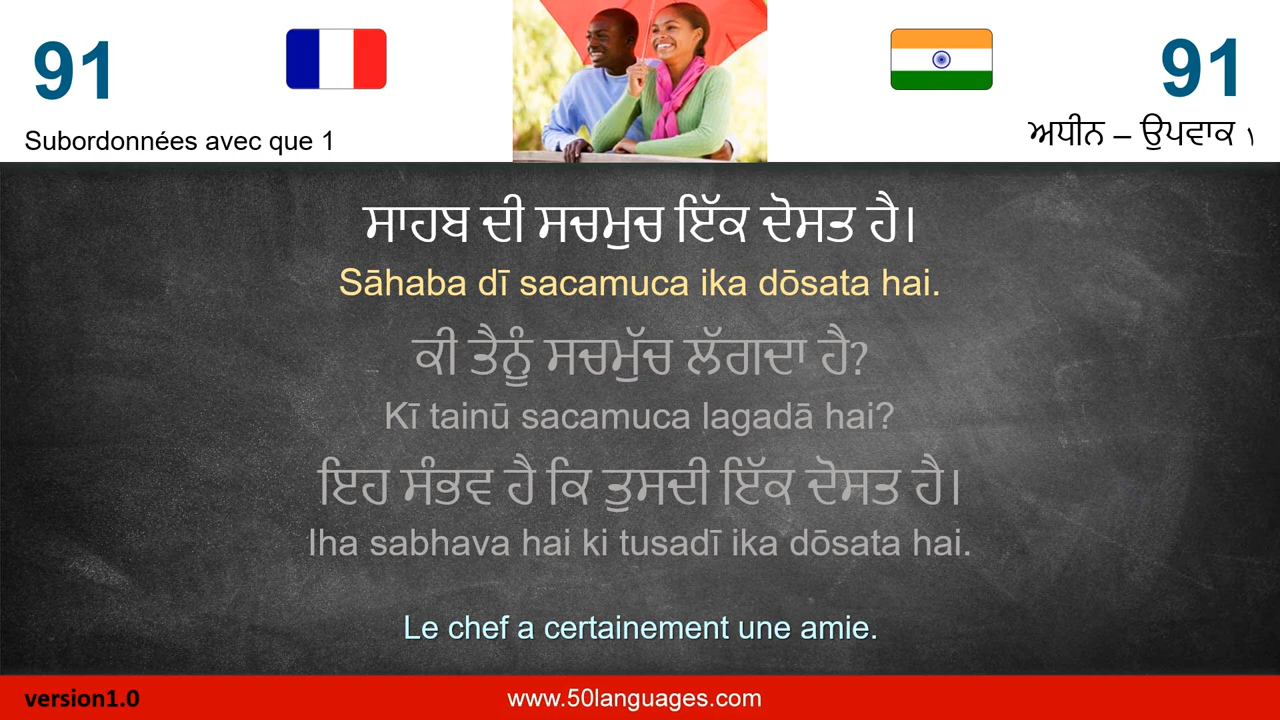 91
91
Subordonnées avec que 1
ਅਧੀਨ – ਉਪਵਾਕ ۱
ਸਾਹਬ ਦੀ ਸਚਮੁਚ ਇੱਕ ਦੋਸਤ ਹੈ।
Sāhaba dī sacamuca ika dōsata hai.
ਕੀ ਤੈਨੂੰ ਸਚਮੁੱਚ ਲੱਗਦਾ ਹੈ?
Kī tainū sacamuca lagadā hai?
ਇਹ ਸੰਭਵ ਹੈ ਕਿ ਤੁਸਦੀ ਇੱਕ ਦੋਸਤ ਹੈ।
Iha sabhava hai ki tusadī ika dōsata hai.
Le chef a certainement une amie.
version1.0
www.50languages.com